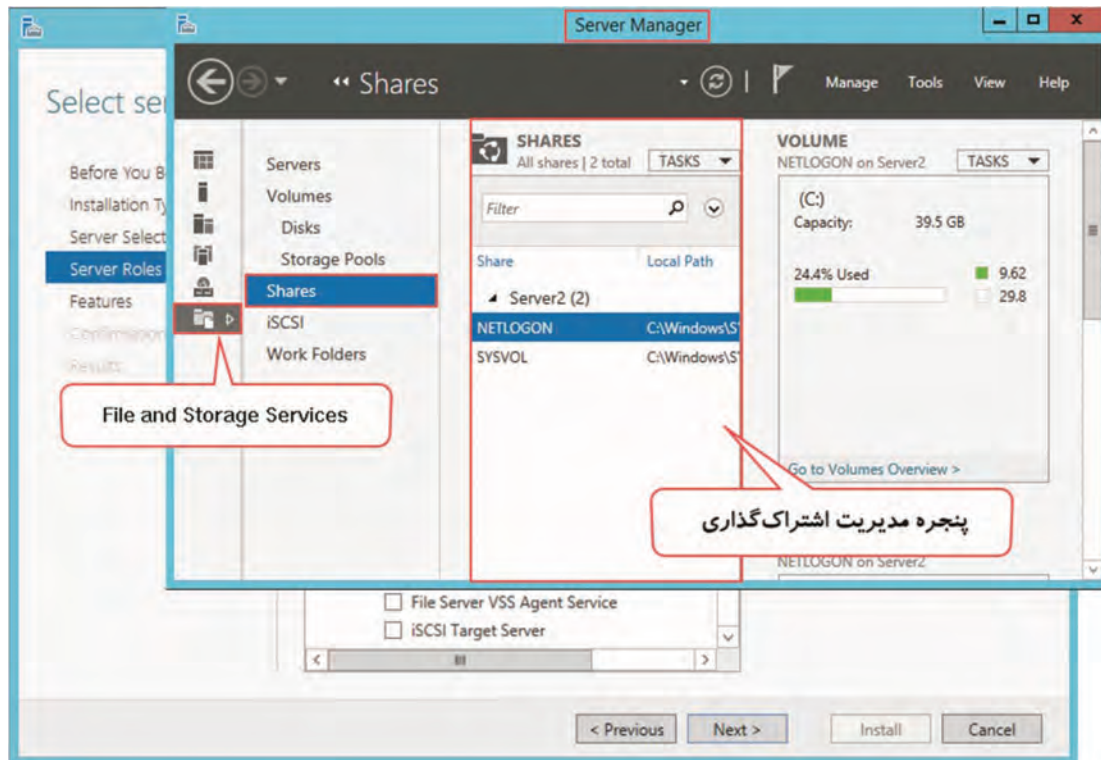 Server Manager
Shares
Manage Tools View Help
Select ser
Before You B
Installation Ty
Server Select
Server Roles
Features
Confirmation
Results
Servers
Volumes
Disks
Storage Pools
Shares
iSCSI
Work Folders
File and Storage Services
SHARES
All shares | 2 total TASKS
Filter
Share Local Path
Server2 (2)
NETLOGON C:\Windows\S
SYSVOL C:\Windows\S
VOLUME
NETLOGON on Server2 TASKS
(C:)
Capacity: 39.5 GB
24.4% Used 9.62
29.8
Go to Volumes Overview >
پنجره مدیریت اشتراک‌گذاری
NETLOGON on Server2
File Server VSS Agent Service
iSCSI Target Server
< Previous Next > Install Cancel